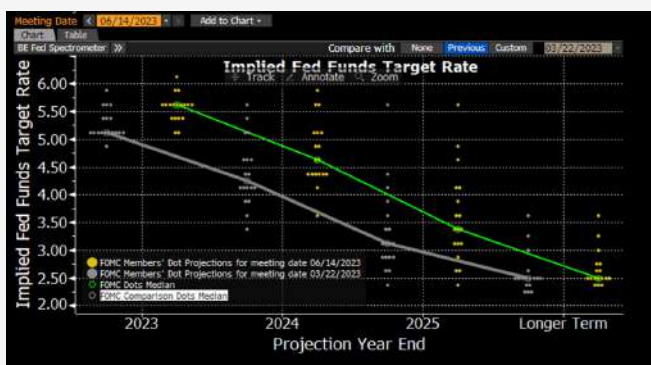 Meeting Date < 06/14/2023 Add to Chart
Chart Table
BE Fed Spectrometer » Compare with None Previous Custom 03/22/2023
Implied Fed Funds Target Rate
Track Annotate Zoom
Implied Fed Funds Target Rate
6.00
5.50
5.00
4.50
4.00
3.50
3.00
2.50
2.00
FOMC Members' Dot Projections for meeting date 06/14/2023
FOMC Members' Dot Projections for meeting date 03/22/2023
FOMC Dots Median
FOMC Comparison Dots Median
2023 2024 2025 Longer Term
Projection Year End